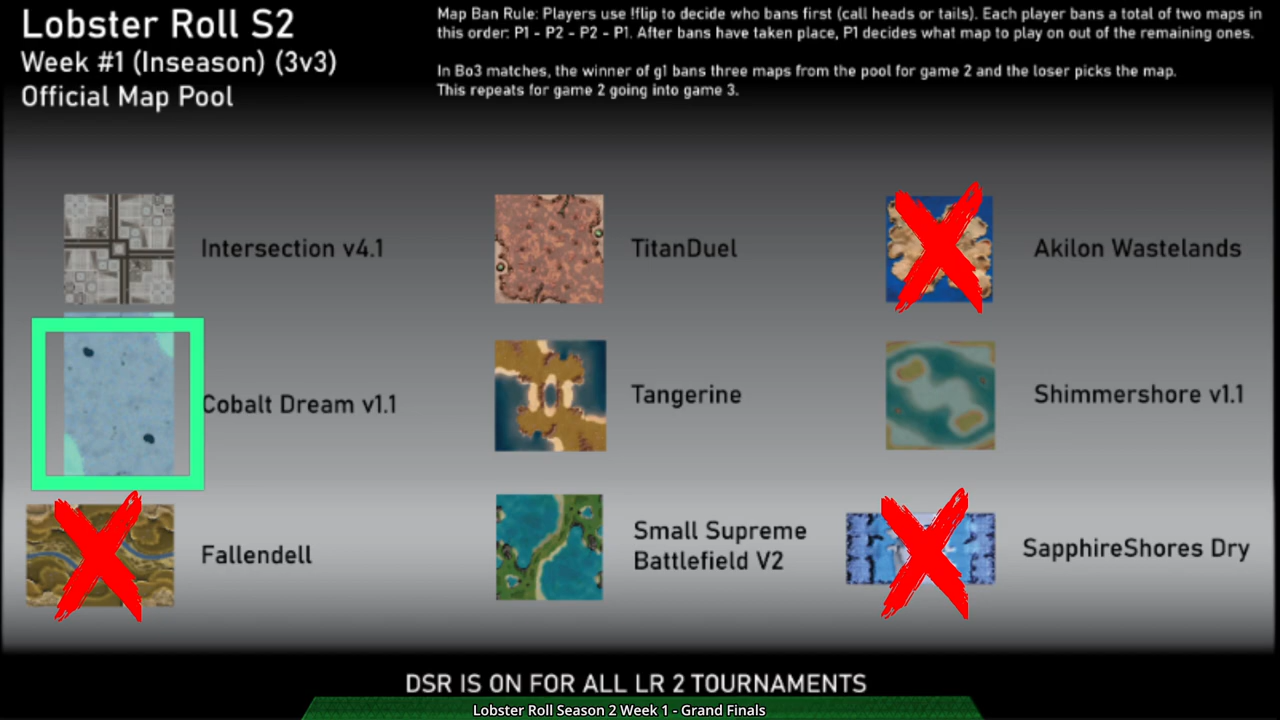 Lobster Roll S2
Week #1 (Inseason) (3v3)
Official Map Pool
Map Ban Rule: Players use !flip to decide who bans first (call heads or tails). Each player bans a total of two maps in
this order: P1 - P2 - P2 - P1. After bans have taken place, P1 decides what map to play on out of the remaining ones.
In Bo3 matches, the winner of g1 bans three maps from the pool for game 2 and the loser picks the map.
This repeats for game 2 going into game 3.
Intersection v4.1
TitanDuel
Akilon Wastelands
Cobalt Dream v1.1
Tangerine
Shimmershore v1.1
Fallendell
Small Supreme
Battlefield V2
SapphireShores Dry
DSR IS ON FOR ALL LR 2 TOURNAMENTS
Lobster Roll Season 2 Week 1 - Grand Finals